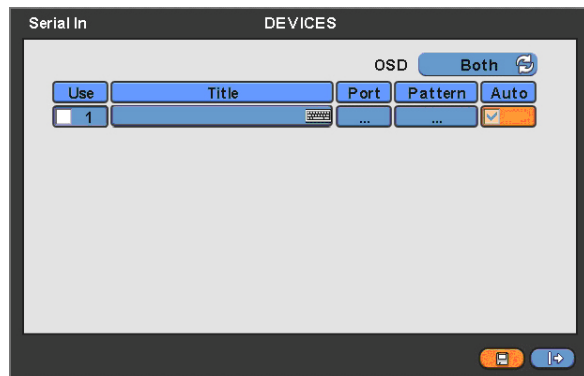 Serial In DEVICES
OSD Both
Use Title Port Pattern Auto
1 ... ...